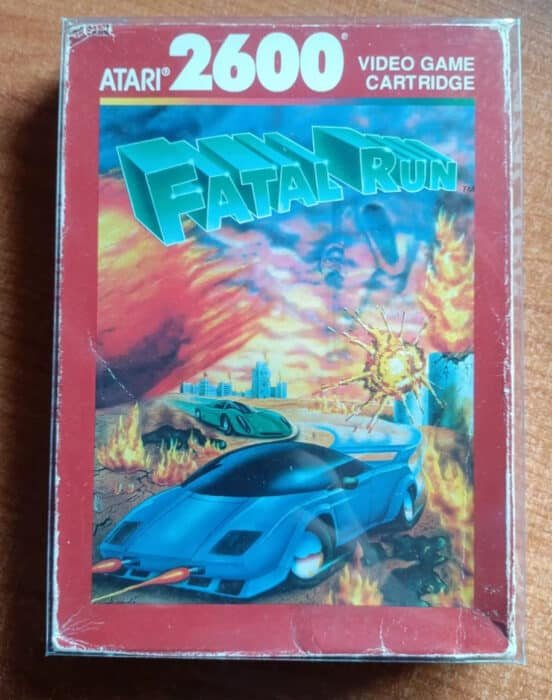 ATARI® 2600®
VIDEO GAME
CARTRIDGE
FATAL RUN™